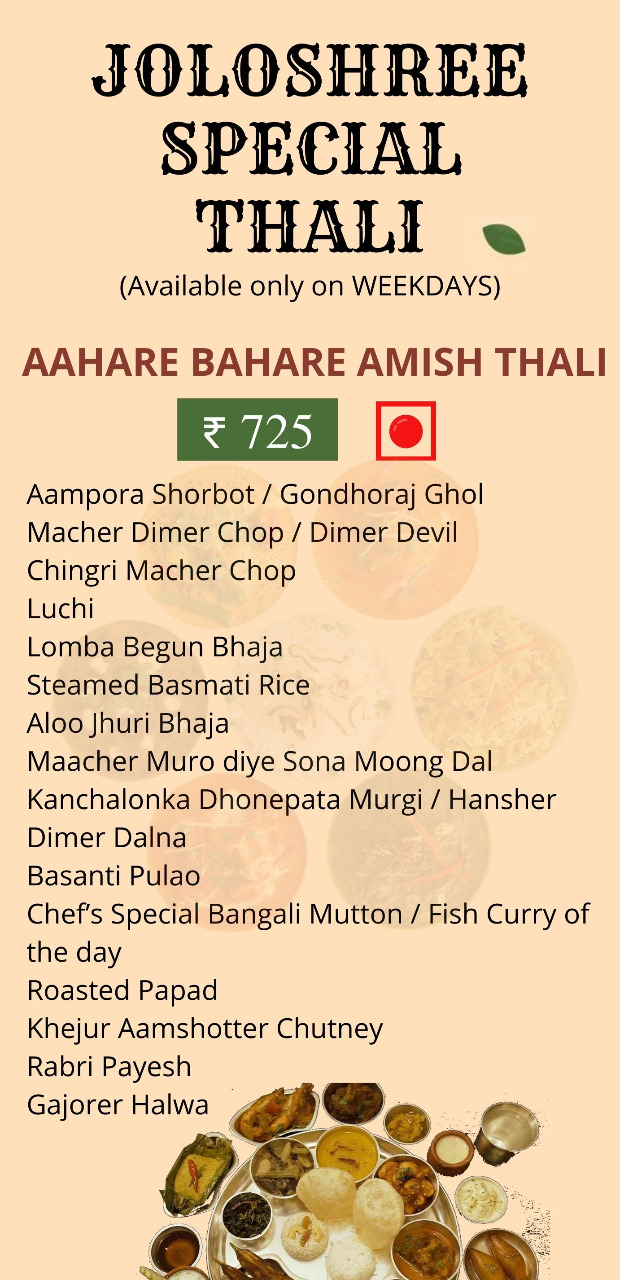 JOLOSHREE
SPECIAL
THALI
(Available only on WEEKDAYS)
AAHARE BAHARE AMISH THALI
₹ 725
Aampora Shorbot / Gondhoraj Ghol
Macher Dimer Chop / Dimer Devil
Chingri Macher Chop
Luchi
Lomba Begun Bhaja
Steamed Basmati Rice
Aloo Jhuri Bhaja
Maacher Muro diye Sona Moong Dal
Kanchalonka Dhonepata Murgi / Hansher
Dimer Dalna
Basanti Pulao
Chef’s Special Bangali Mutton / Fish Curry of
the day
Roasted Papad
Khejur Aamshotter Chutney
Rabri Payesh
Gajorer Halwa